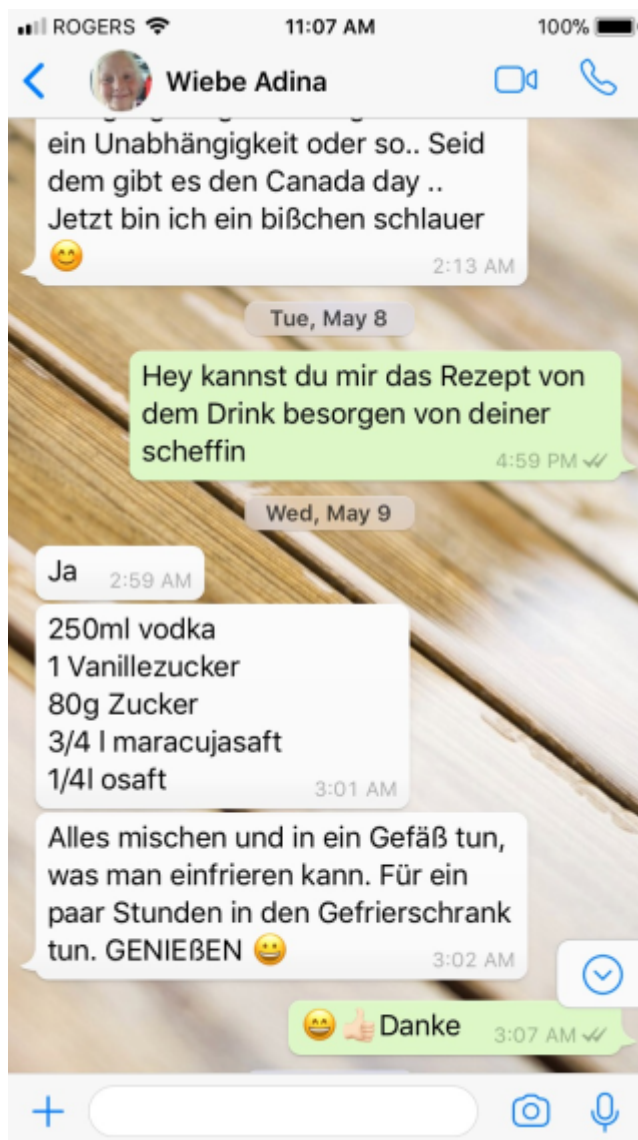 ROGERS 11:07 AM 100%
Wiebe Adina
ein Unabhängigkeit oder so.. Seid
dem gibt es den Canada day ..
Jetzt bin ich ein bißchen schlauer
😊 2:13 AM
Tue, May 8
Hey kannst du mir das Rezept von
dem Drink besorgen von deiner
scheffin 4:59 PM
Wed, May 9
Ja 2:59 AM
250ml vodka
1 Vanillezucker
80g Zucker
3/4 l maracujasaft
1/4l osaft 3:01 AM
Alles mischen und in ein Gefäß tun,
was man einfrieren kann. Für ein
paar Stunden in den Gefrierschrank
tun. GENIEßEN 😀 3:02 AM
😄 👍🏻Danke 3:07 AM